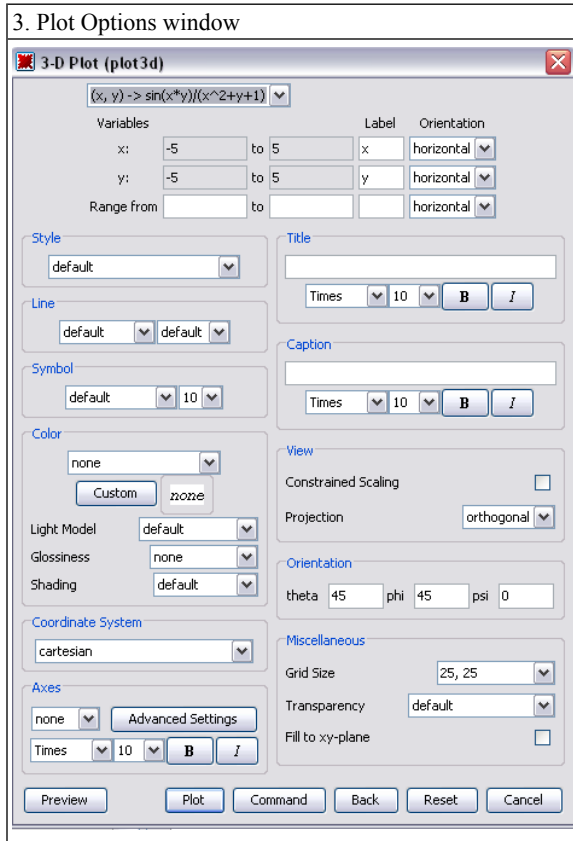 3. Plot Options window
3-D Plot (plot3d)
(x, y) -> sin(x*y)/(x^2+y+1)
Variables Label Orientation
x: -5 to 5 x horizontal
y: -5 to 5 y horizontal
Range from to horizontal
Style
default
Line
default default
Symbol
default 10
Color
none
Custom none
Light Model default
Glossiness none
Shading default
Coordinate System
cartesian
Axes
none Advanced Settings
Times 10 B I
Title
Times 10 B I
Caption
Times 10 B I
View
Constrained Scaling
Projection orthogonal
Orientation
theta 45 phi 45 psi 0
Miscellaneous
Grid Size 25, 25
Transparency default
Fill to xy-plane
Preview Plot Command Back Reset Cancel